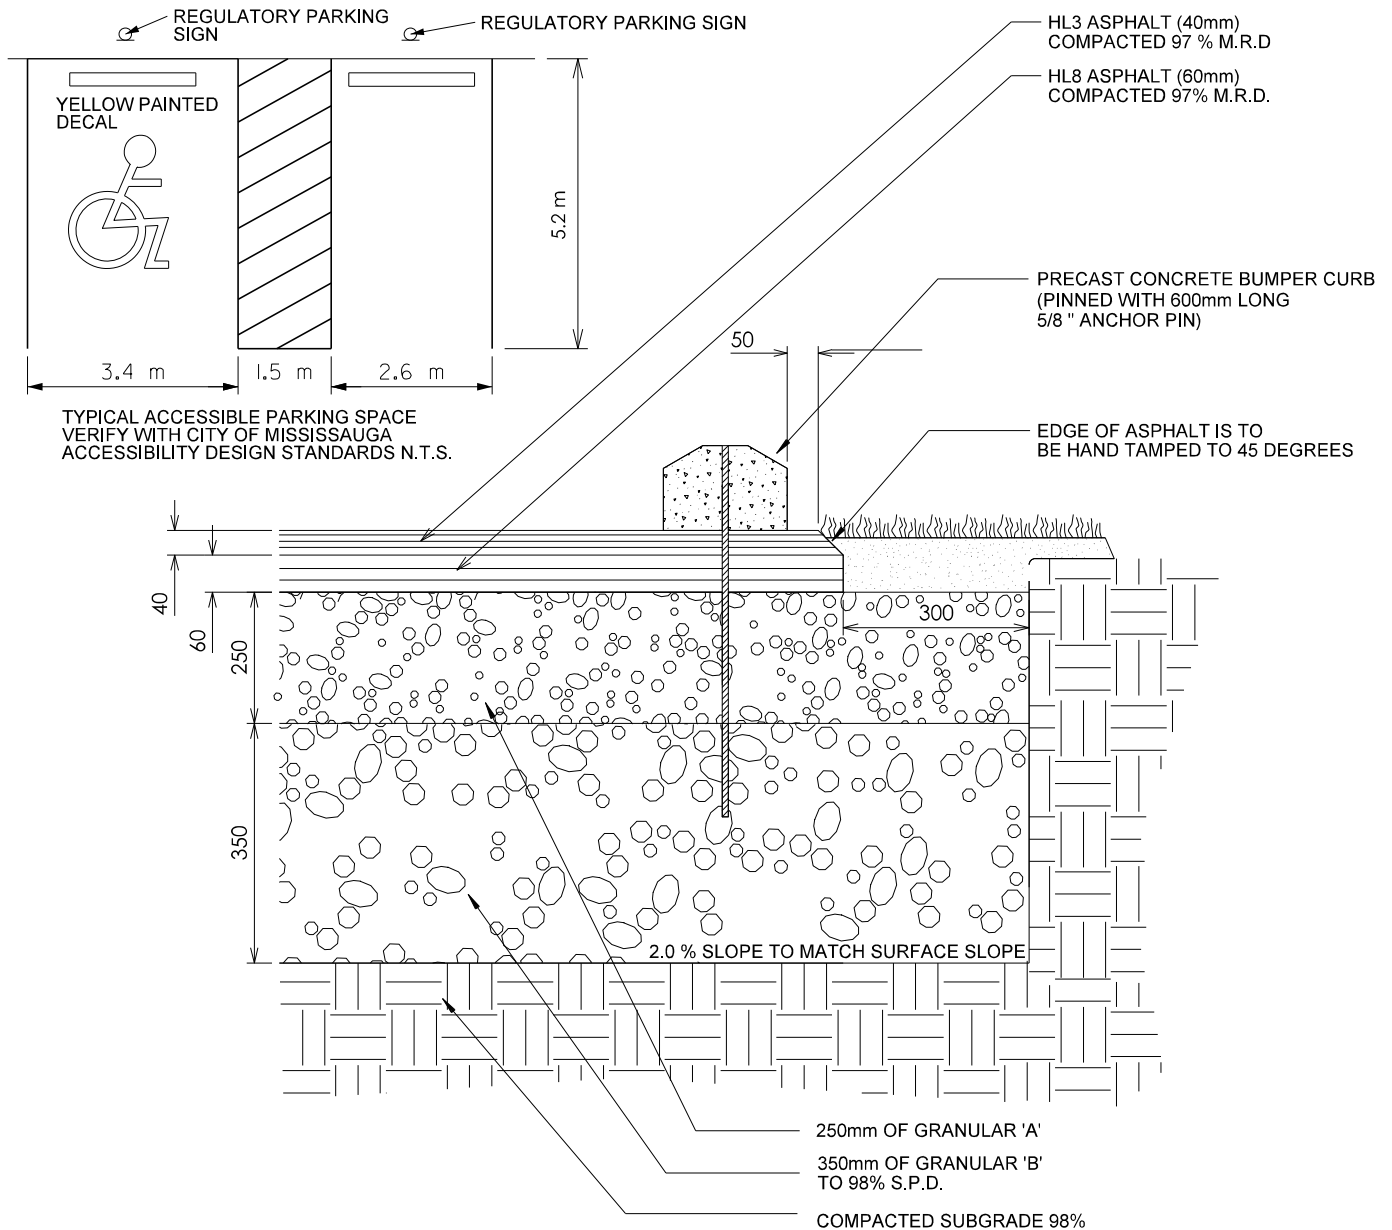 REGULATORY PARKING
SIGN
REGULATORY PARKING SIGN
YELLOW PAINTED
DECAL
5.2 m
3.4 m
1.5 m
2.6 m
TYPICAL ACCESSIBLE PARKING SPACE
VERIFY WITH CITY OF MISSISSAUGA
ACCESSIBILITY DESIGN STANDARDS N.T.S.
HL3 ASPHALT (40mm)
COMPACTED 97 % M.R.D
HL8 ASPHALT (60mm)
COMPACTED 97% M.R.D.
PRECAST CONCRETE BUMPER CURB
(PINNED WITH 600mm LONG
5/8 " ANCHOR PIN)
50
EDGE OF ASPHALT IS TO
BE HAND TAMPED TO 45 DEGREES
40
60
250
300
350
2.0 % SLOPE TO MATCH SURFACE SLOPE
250mm OF GRANULAR 'A'
350mm OF GRANULAR 'B'
TO 98% S.P.D.
COMPACTED SUBGRADE 98%